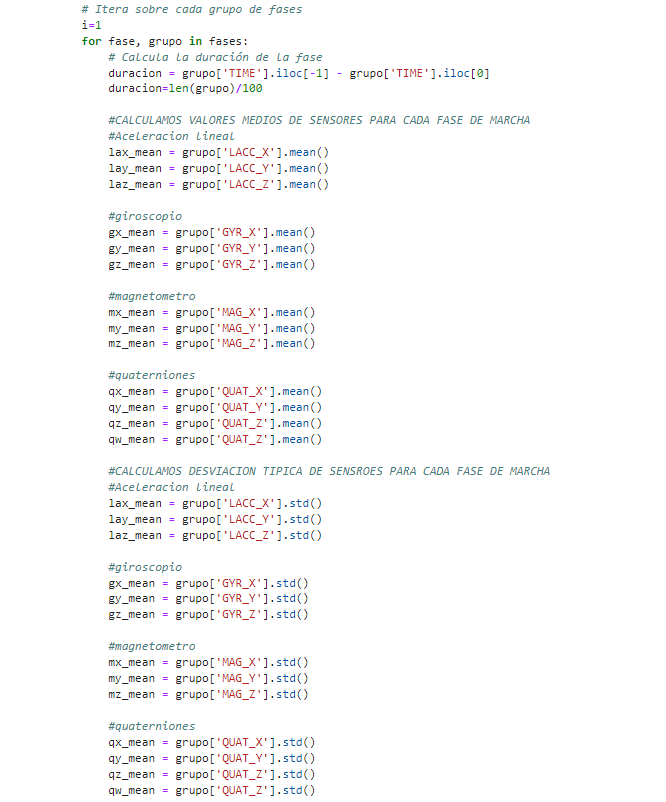 # Itera sobre cada grupo de fases
i=1
for fase, grupo in fases:
# Calcula la duración de la fase
duracion = grupo['TIME'].iloc[-1] - grupo['TIME'].iloc[0]
duracion=len(grupo)/100
#CALCULAMOS VALORES MEDIOS DE SENSORES PARA CADA FASE DE MARCHA
#Aceleracion lineal
lax_mean = grupo['LACC_X'].mean()
lay_mean = grupo['LACC_Y'].mean()
laz_mean = grupo['LACC_Z'].mean()
#giroscopio
gx_mean = grupo['GYR_X'].mean()
gy_mean = grupo['GYR_Y'].mean()
gz_mean = grupo['GYR_Z'].mean()
#magnetometro
mx_mean = grupo['MAG_X'].mean()
my_mean = grupo['MAG_Y'].mean()
mz_mean = grupo['MAG_Z'].mean()
#quaterniones
qx_mean = grupo['QUAT_X'].mean()
qy_mean = grupo['QUAT_Y'].mean()
qz_mean = grupo['QUAT_Z'].mean()
qw_mean = grupo['QUAT_Z'].mean()
#CALCULAMOS DESVIACION TIPICA DE SENSROES PARA CADA FASE DE MARCHA
#Aceleracion lineal
lax_mean = grupo['LACC_X'].std()
lay_mean = grupo['LACC_Y'].std()
laz_mean = grupo['LACC_Z'].std()
#giroscopio
gx_mean = grupo['GYR_X'].std()
gy_mean = grupo['GYR_Y'].std()
gz_mean = grupo['GYR_Z'].std()
#magnetometro
mx_mean = grupo['MAG_X'].std()
my_mean = grupo['MAG_Y'].std()
mz_mean = grupo['MAG_Z'].std()
#quaterniones
qx_mean = grupo['QUAT_X'].std()
qy_mean = grupo['QUAT_Y'].std()
qz_mean = grupo['QUAT_Z'].std()
qw_mean = grupo['QUAT_Z'].std()